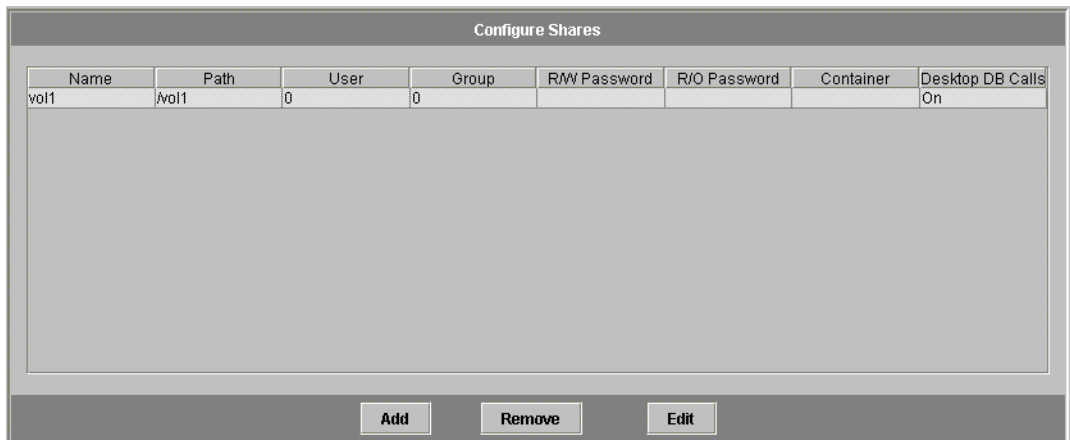 Configure Shares
Name Path User Group R/W Password R/O Password Container Desktop DB Calls
vol1 /vol1 0 0 On
Add Remove Edit